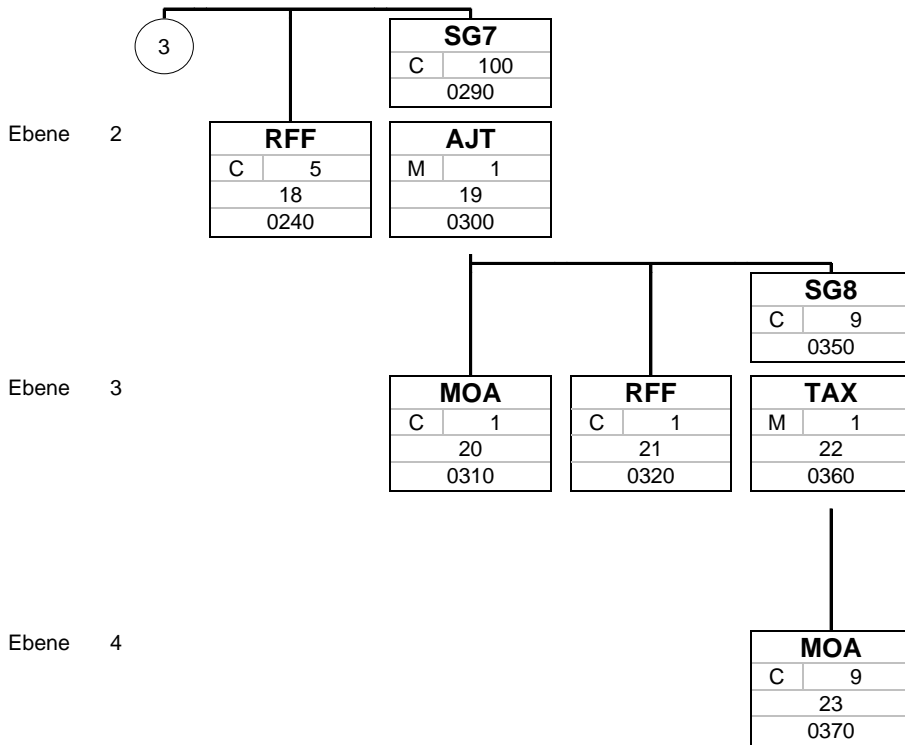 3
SG7
C 100
0290
Ebene 2
RFF
C 5
18
0240
AJT
M 1
19
0300
SG8
C 9
0350
Ebene 3
MOA
C 1
20
0310
RFF
C 1
21
0320
TAX
M 1
22
0360
Ebene 4
MOA
C 9
23
0370